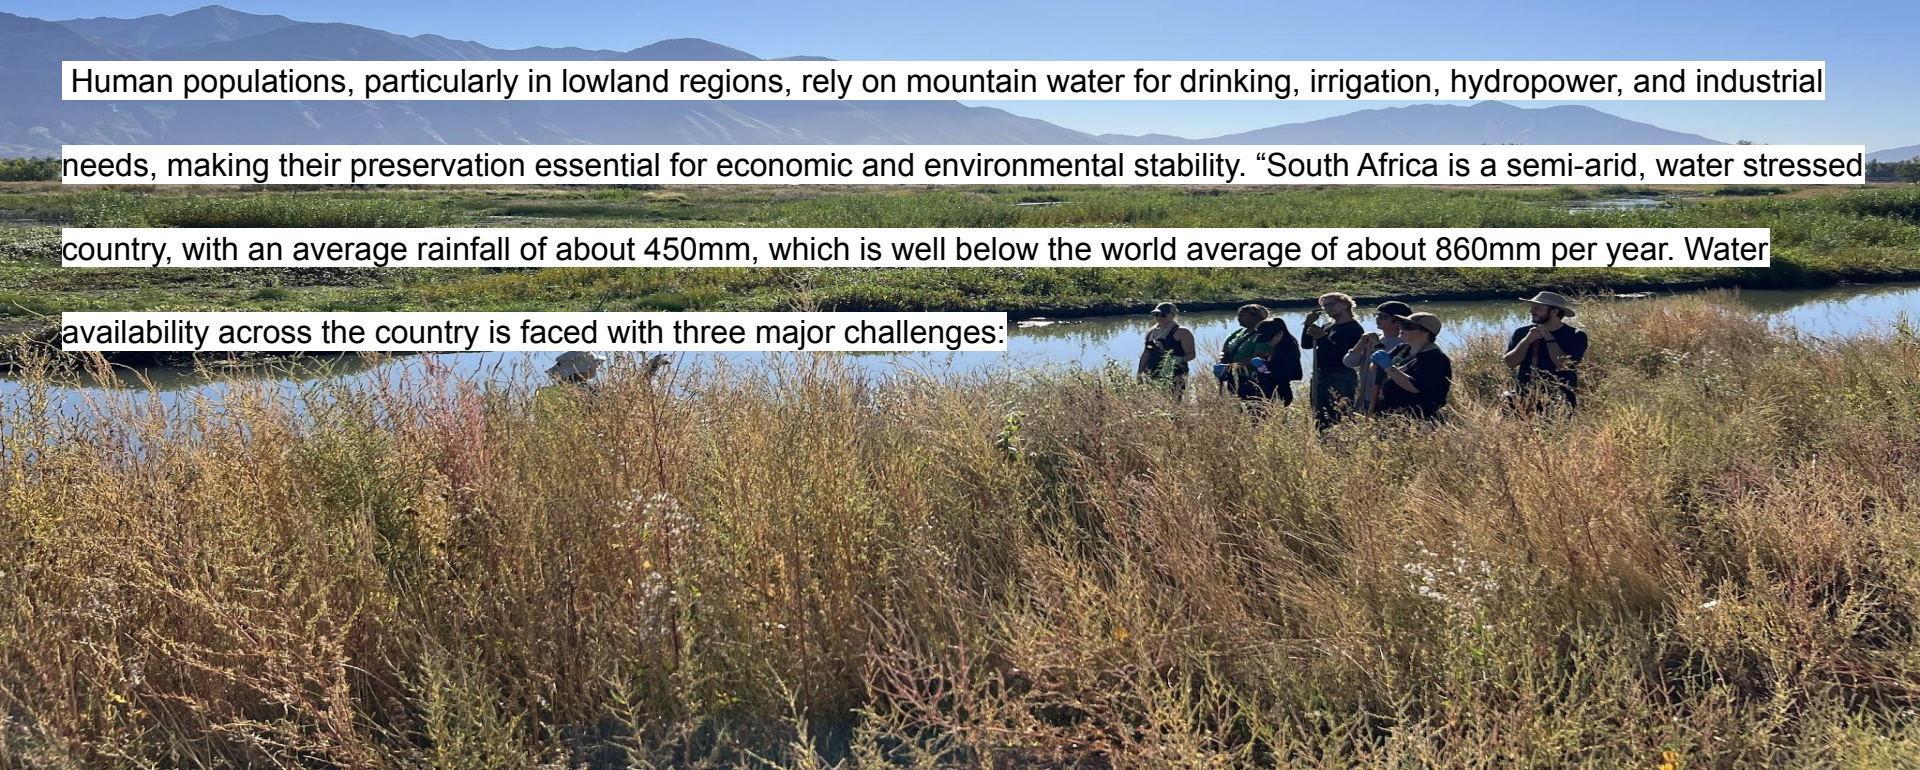 Human populations, particularly in lowland regions, rely on mountain water for drinking, irrigation, hydropower, and industrial
needs, making their preservation essential for economic and environmental stability. “South Africa is a semi-arid, water stressed
country, with an average rainfall of about 450mm, which is well below the world average of about 860mm per year. Water
availability across the country is faced with three major challenges: